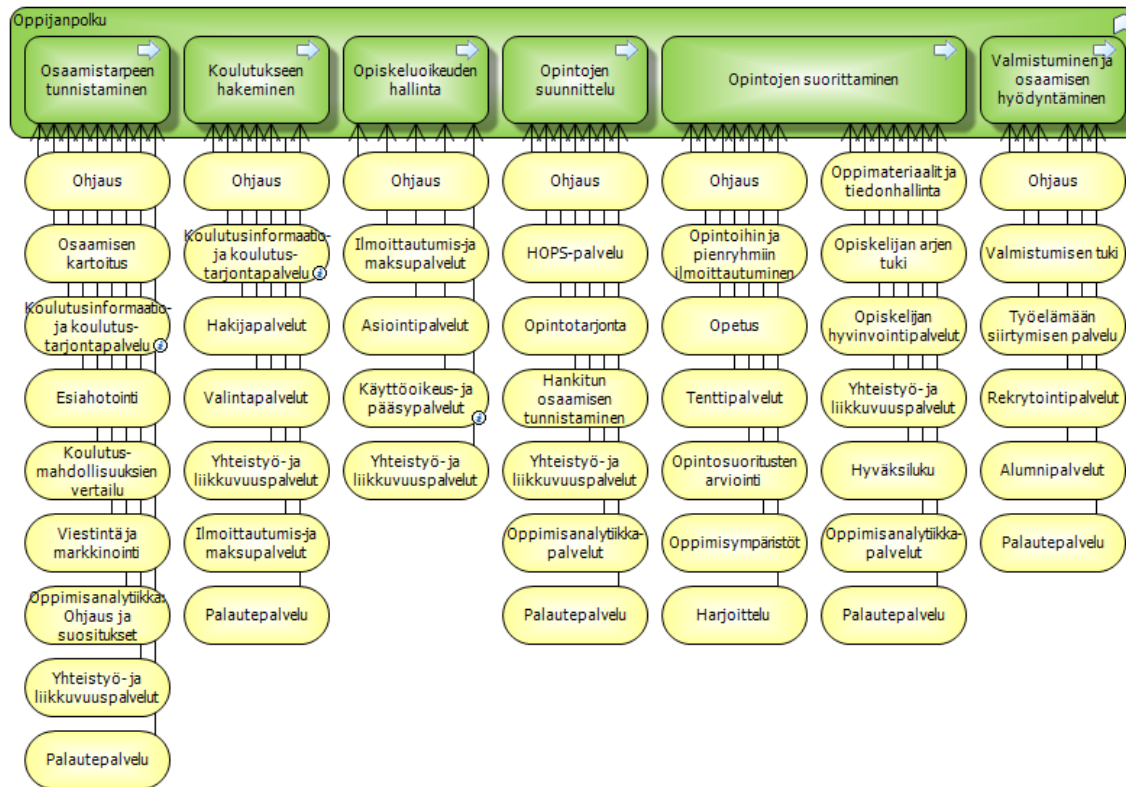 Oppijanpolku
Osaamistarpeen
tunnistaminen
Koulutukseen
hakeminen
Opiskeluoikeuden
hallinta
Opintojen
suunnittelu
Opintojen suorittaminen
Valmistuminen ja
osaamisen
hyödyntäminen
Ohjaus
Osaamisen
kartoitus
Koulutusinformaatio-
ja koulutus-
tarjontapalvelu
Esiahotointi
Koulutus-
mahdollisuuksien
vertailu
Viestintä ja
markkinointi
Oppimisanalytiikka:
Ohjaus ja
suositukset
Yhteistyö- ja
liikkuvuuspalvelut
Palautepalvelu
Ohjaus
Koulutusinformaatio-
ja koulutus-
tarjontapalvelu
Hakijapalvelut
Valintapalvelut
Yhteistyö- ja
liikkuvuuspalvelut
Ilmoittautumis-ja
maksupalvelut
Palautepalvelu
Ohjaus
Ilmoittautumis-ja
maksupalvelut
Asiointipalvelut
Käyttöoikeus- ja
pääsypalvelut
Yhteistyö- ja
liikkuvuuspalvelut
Ohjaus
HOPS-palvelu
Opintotarjonta
Hankitun
osaamisen
tunnistaminen
Yhteistyö- ja
liikkuvuuspalvelut
Oppimisanalytiikka-
palvelut
Palautepalvelu
Ohjaus
Opintoihin ja
pienryhmiin
ilmoittautuminen
Opetus
Tenttipalvelut
Opintosuoritusten
arviointi
Oppimisympäristöt
Harjoittelu
Oppimateriaalit ja
tiedonhallinta
Opiskelijan arjen
tuki
Opiskelijan
hyvinvointipalvelut
Yhteistyö- ja
liikkuvuuspalvelut
Hyväksiluku
Oppimisanalytiikka-
palvelut
Palautepalvelu
Ohjaus
Valmistumisen tuki
Työelämään
siirtymisen palvelu
Rekrytointipalvelut
Alumnipalvelut
Palautepalvelu